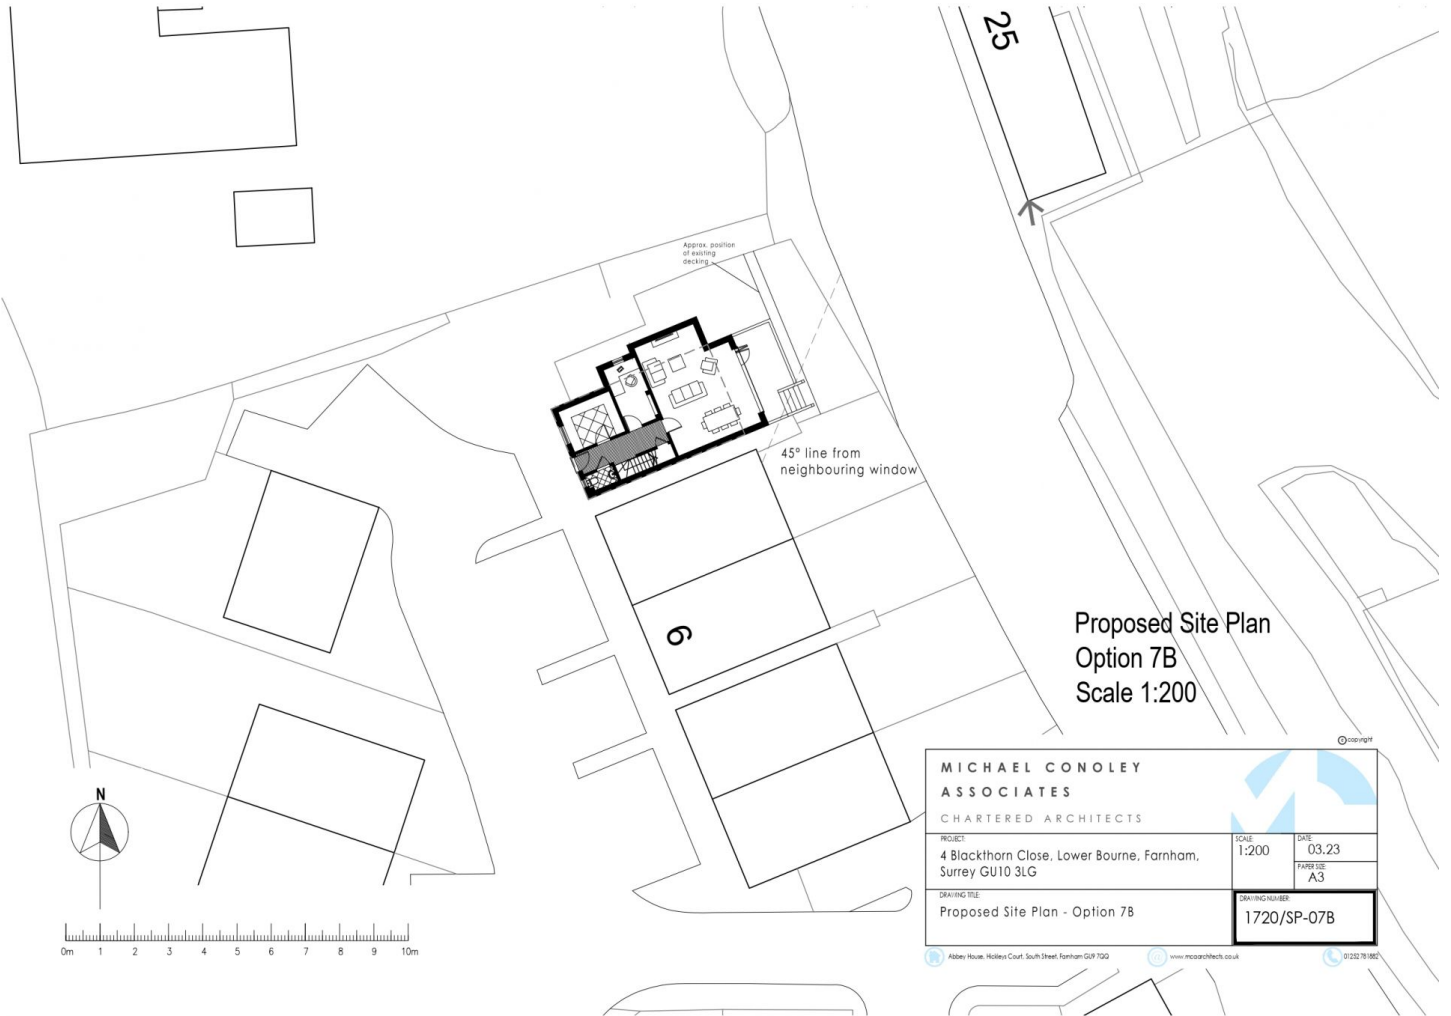 25
Approx. position
of existing
decking
45° line from
neighbouring window
6
Proposed Site Plan
Option 7B
Scale 1:200
© copyright
MICHAEL CONOLEY
ASSOCIATES
CHARTERED ARCHITECTS
PROJECT:
4 Blackthorn Close, Lower Bourne, Farnham,
Surrey GU10 3LG
SCALE:
1:200
DATE:
03.23
PAPER SIZE:
A3
DRAWING TITLE:
Proposed Site Plan - Option 7B
DRAWING NUMBER:
1720/SP-07B
Abbey House, Hickleys Court, South Street, Farnham GU9 7QQ
www.mcaarchitects.co.uk
01252 781882
N
0m 1 2 3 4 5 6 7 8 9 10m